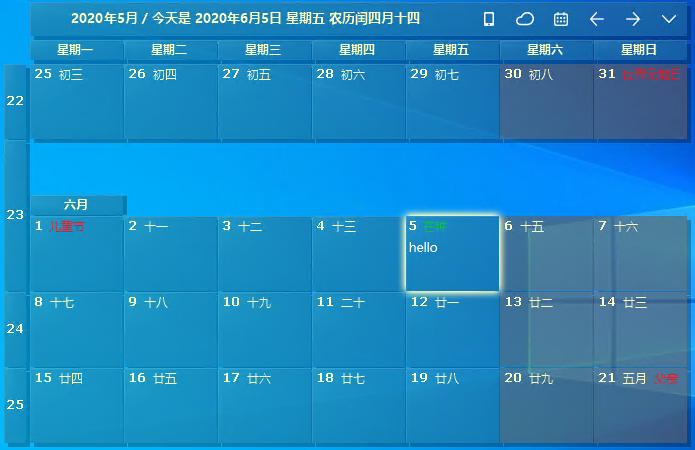 2020年5月 / 今天是 2020年6月5日 星期五 农历闰四月十四
星期一 星期二 星期三 星期四 星期五 星期六 星期日
22 25 初三 26 初四 27 初五 28 初六 29 初七 30 初八 31
六月
23 1 儿童节 2 十一 3 十二 4 十三 5 芒种 6 十五 7 十六
hello
24 8 十七 9 十八 10 十九 11 二十 12 廿一 13 廿二 14 廿三
25 15 廿四 16 廿五 17 廿六 18 廿七 19 廿八 20 廿九 21 五月 父亲